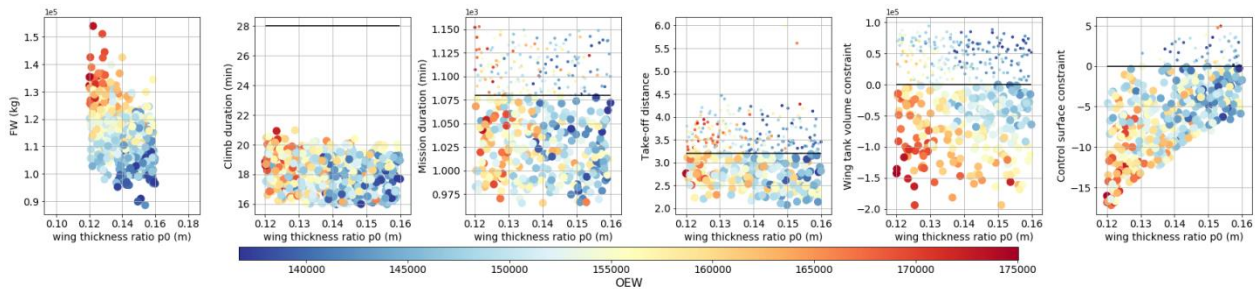 1e5
1.5
1.4
1.3
1.2
1.1
1.0
0.9
FW (kg)
0.10 0.12 0.14 0.16 0.18
wing thickness ratio p0 (m)
28
26
24
22
20
18
16
Climb duration (min)
0.12 0.13 0.14 0.15 0.16
wing thickness ratio p0 (m)
1e3
1.150
1.125
1.100
1.075
1.050
1.025
1.000
0.975
Mission duration (min)
0.12 0.13 0.14 0.15 0.16
wing thickness ratio p0 (m)
6.0
5.5
5.0
4.5
4.0
3.5
3.0
2.5
2.0
Take-off distance
0.12 0.13 0.14 0.15 0.16
wing thickness ratio p0 (m)
1e5
1.0
0.5
0.0
−0.5
−1.0
−1.5
−2.0
Wing tank volume constraint
0.12 0.13 0.14 0.15 0.16
wing thickness ratio p0 (m)
5
0
−5
−10
−15
Control surface constraint
0.12 0.13 0.14 0.15 0.16
wing thickness ratio p0 (m)
140000 145000 150000 155000 160000 165000 170000 175000
OEW